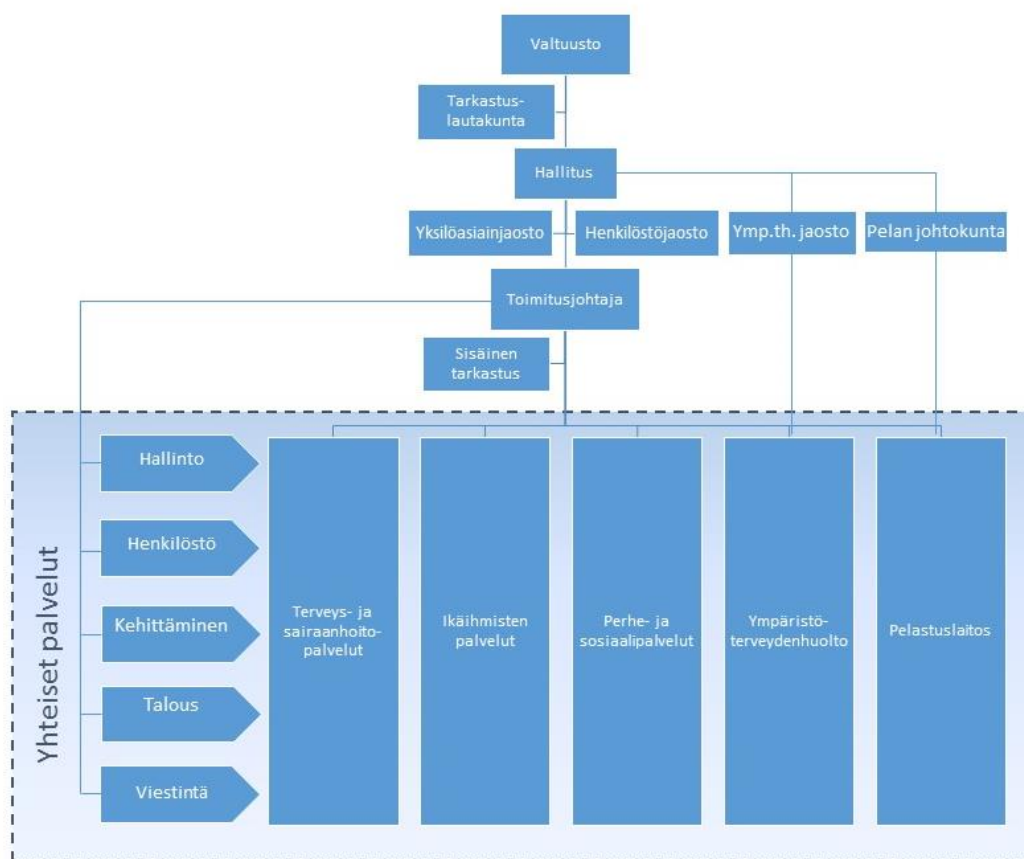 Valtuusto
Tarkastus-
lautakunta
Hallitus
Yksilöasiainjaosto
Henkilöstöjaosto
Ymp.th. jaosto
Pelan johtokunta
Toimitusjohtaja
Sisäinen
tarkastus
Yhteiset palvelut
Hallinto
Henkilöstö
Kehittäminen
Talous
Viestintä
Terveys- ja
sairaanhoito-
palvelut
Ikäihmisten
palvelut
Perhe- ja
sosiaalipalvelut
Ympäristö-
terveydenhuolto
Pelastuslaitos